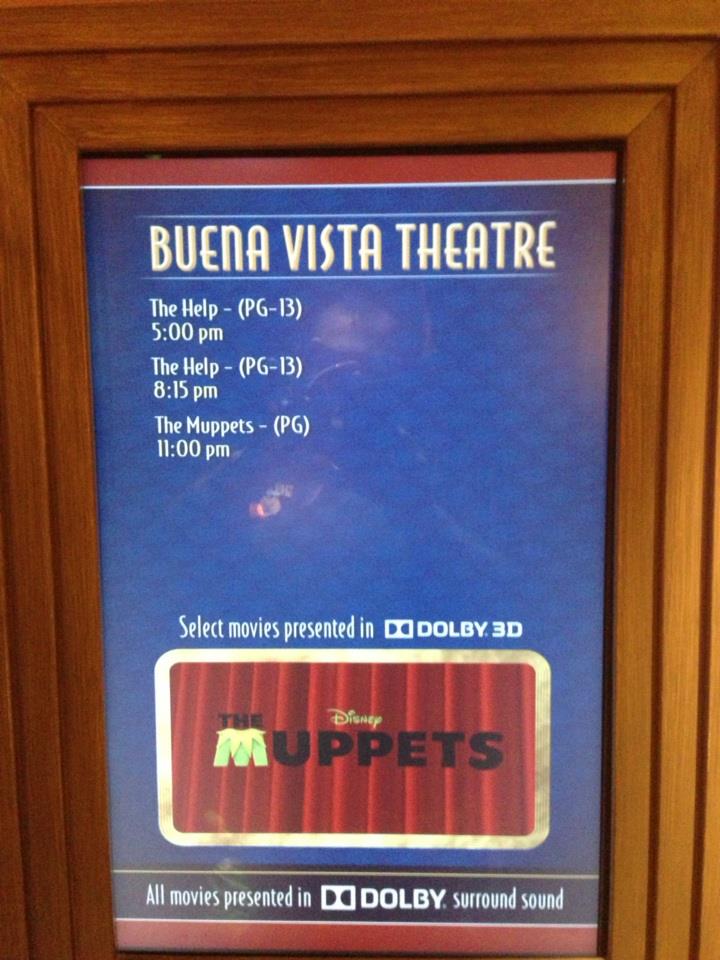 BUENA VISTA THEATRE
The Help - (PG-13)
5:00 pm
The Help - (PG-13)
8:15 pm
The Muppets - (PG)
11:00 pm
Select movies presented in DOLBY 3D
Disney
THE
MUPPETS
All movies presented in DOLBY surround sound